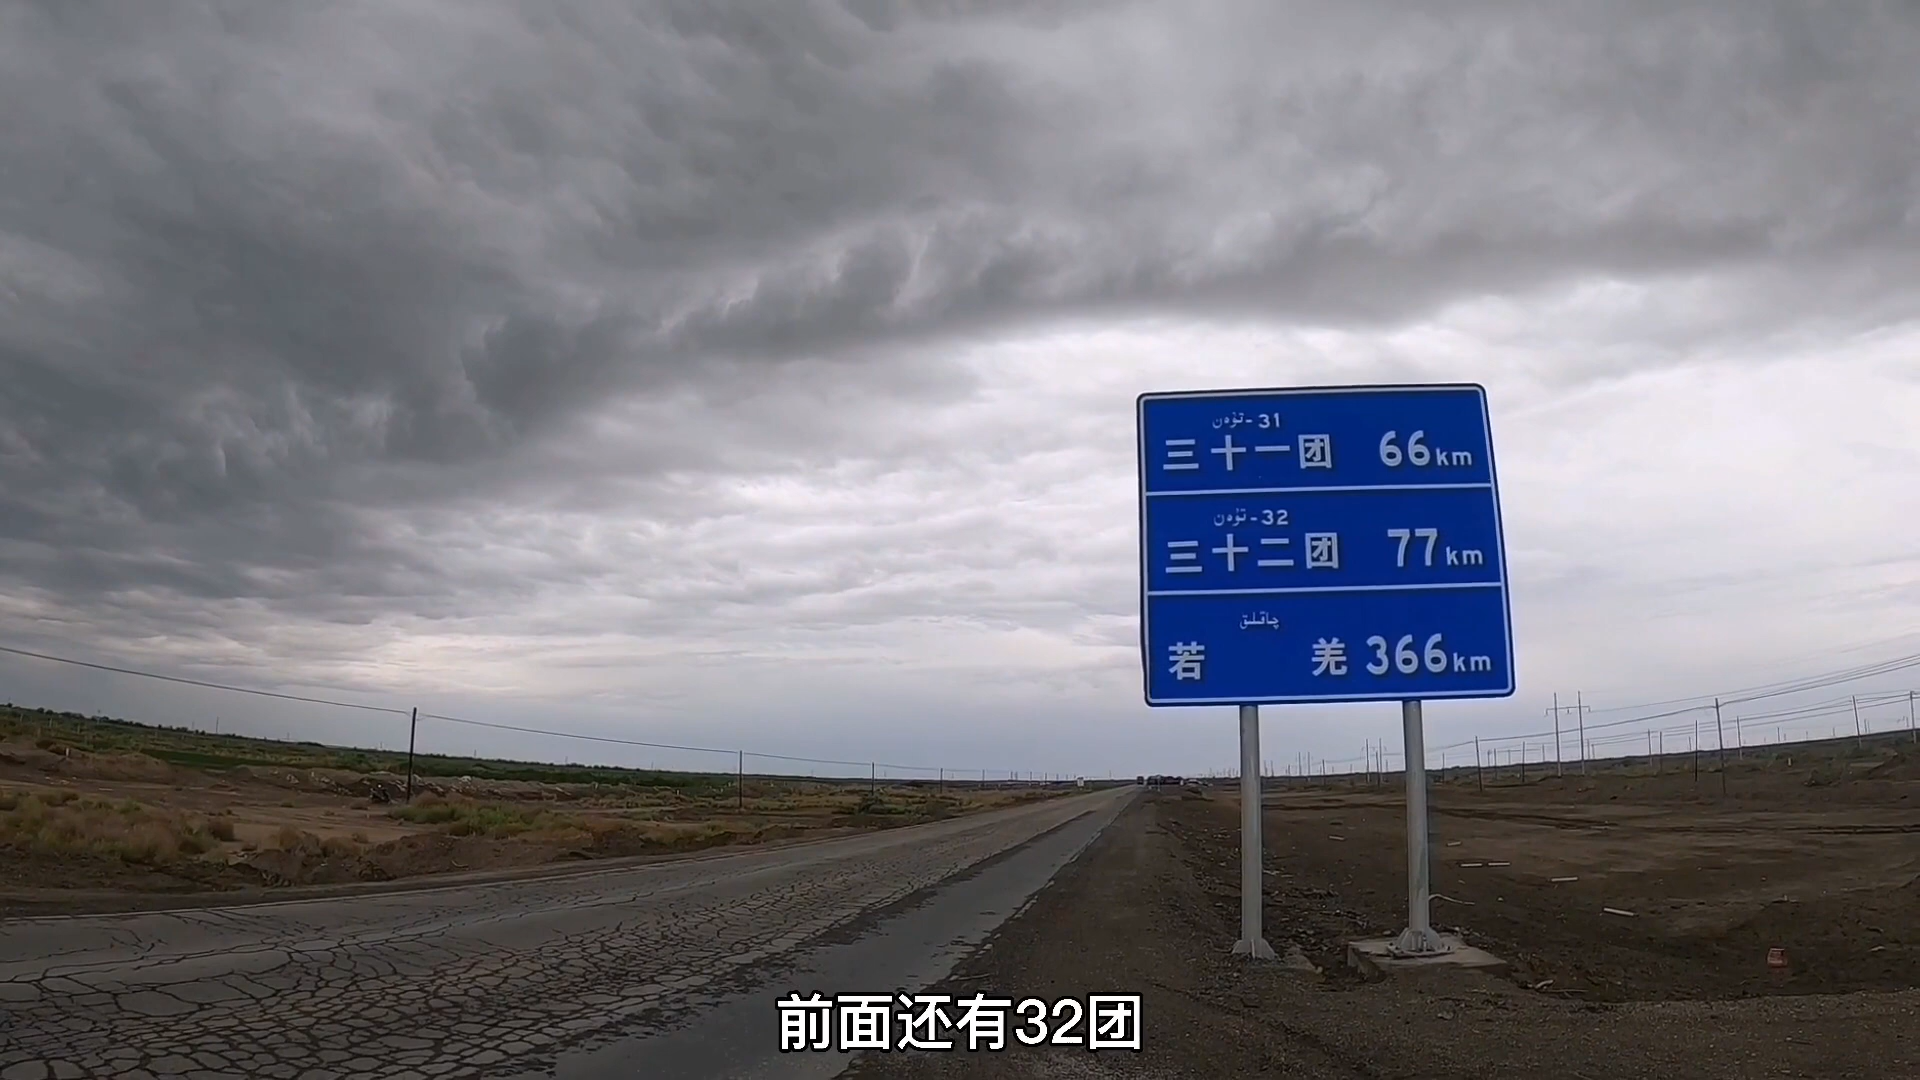 31-تۇەن
三十一团 66km
32-تۇەن
三十二团 77km
چاقىلىق
若羌 366km
前面还有32团